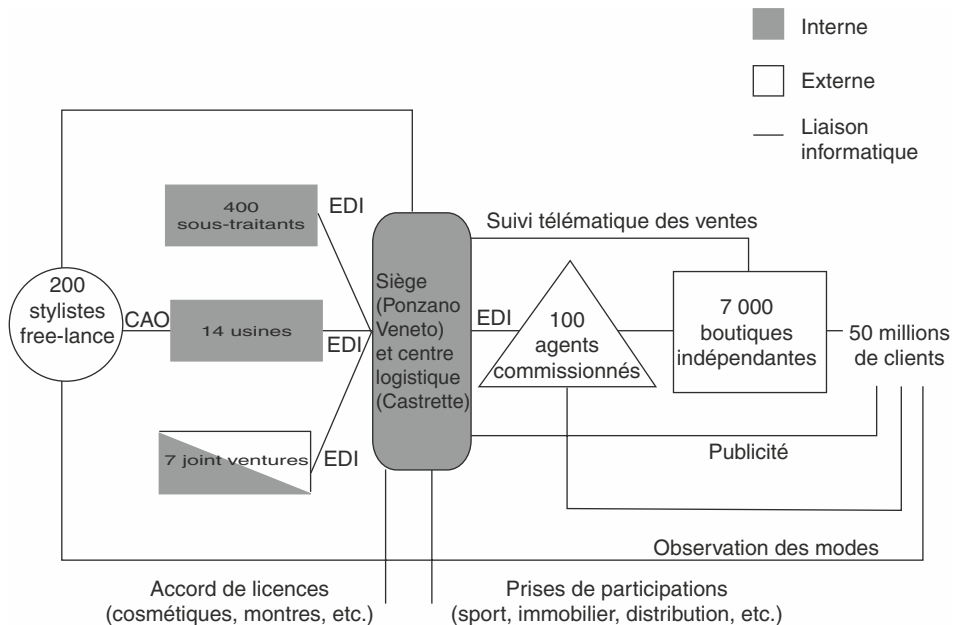 Interne
Externe
Liaison
informatique
400
sous-traitants
EDI
Suivi télématique des ventes
200
stylistes
free-lance
CAO
14 usines
EDI
Siège
(Ponzano
Veneto)
et centre
logistique
(Castrette)
EDI
100
agents
commissionnés
7 000
boutiques
indépendantes
50 millions
de clients
7 joint ventures
EDI
Publicité
Observation des modes
Accord de licences
(cosmétiques, montres, etc.)
Prises de participations
(sport, immobilier, distribution, etc.)